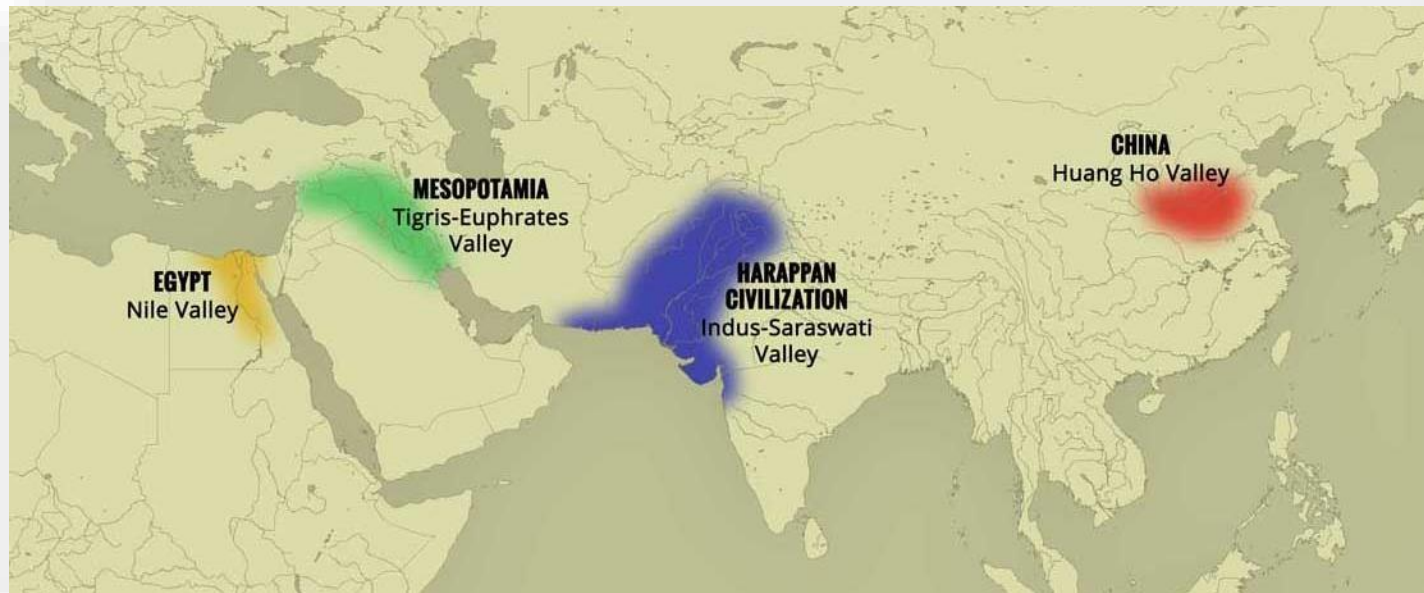 EGYPT
Nile Valley
MESOPOTAMIA
Tigris-Euphrates
Valley
HARAPPAN
CIVILIZATION
Indus-Saraswati
Valley
CHINA
Huang Ho Valley